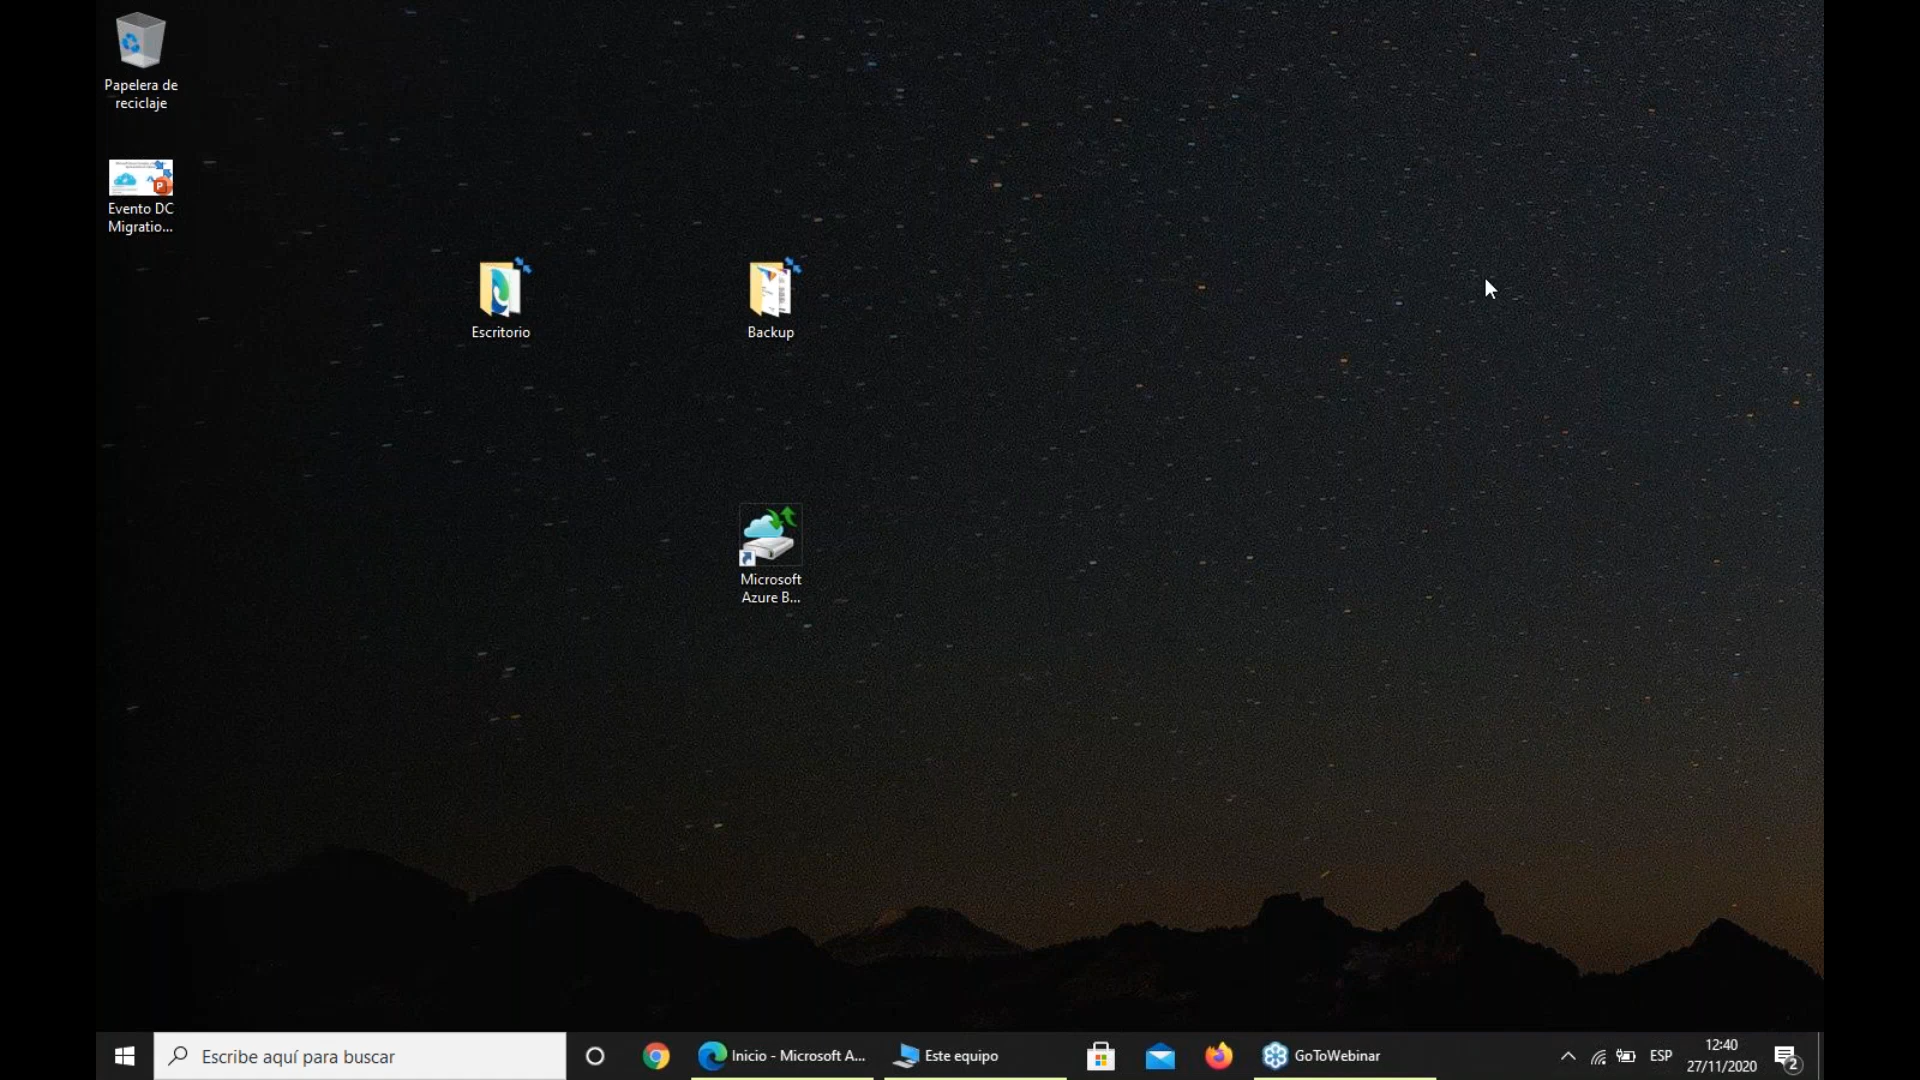 Papelera de
reciclaje
Evento DC
Migratio...
Escritorio
Backup
Microsoft
Azure B...
Escribe aquí para buscar
Inicio - Microsoft A...
Este equipo
GoToWebinar
ESP
12:40
27/11/2020
2